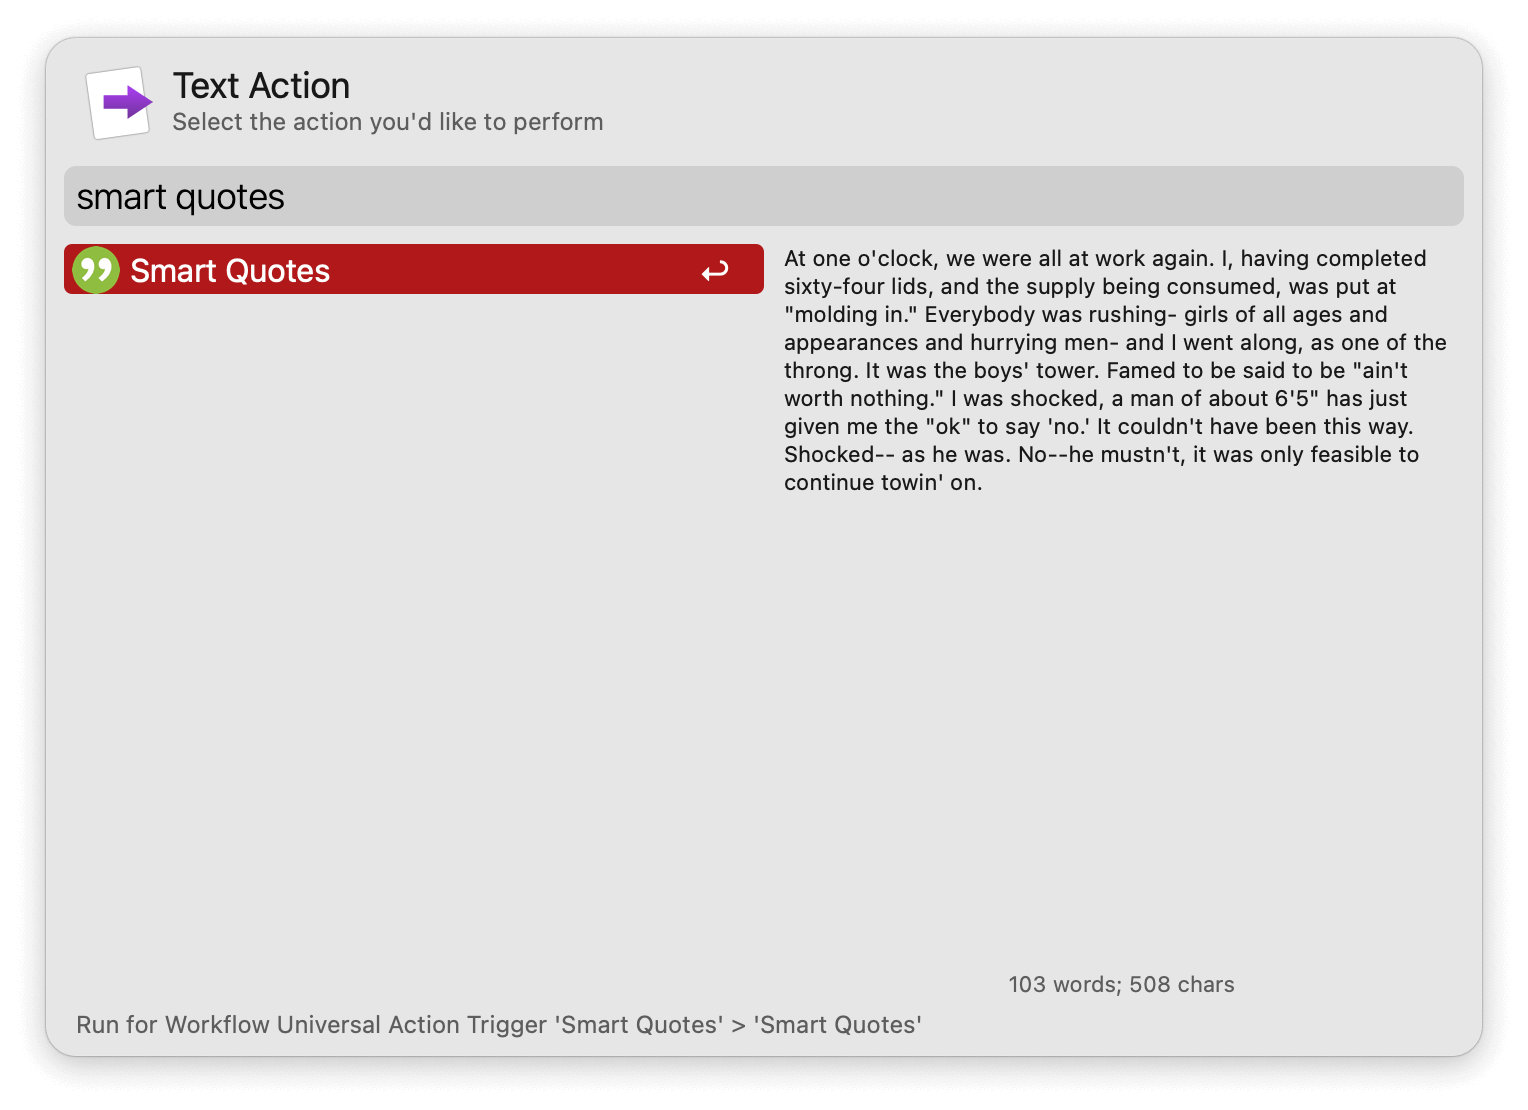 Text Action
Select the action you'd like to perform
smart quotes
Smart Quotes
At one o'clock, we were all at work again. I, having completed
sixty-four lids, and the supply being consumed, was put at
"molding in." Everybody was rushing- girls of all ages and
appearances and hurrying men- and I went along, as one of the
throng. It was the boys' tower. Famed to be said to be "ain't
worth nothing." I was shocked, a man of about 6'5" has just
given me the "ok" to say 'no.' It couldn't have been this way.
Shocked-- as he was. No--he mustn't, it was only feasible to
continue towin' on.
103 words; 508 chars
Run for Workflow Universal Action Trigger 'Smart Quotes' > 'Smart Quotes'